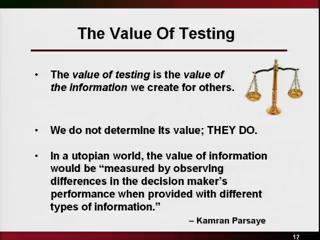 The Value Of Testing
• The value of testing is the value of
the information we create for others.
• We do not determine its value; THEY DO.
• In a utopian world, the value of information
would be “measured by observing
differences in the decision maker’s
performance when provided with different
types of information.”
– Kamran Parsaye
17